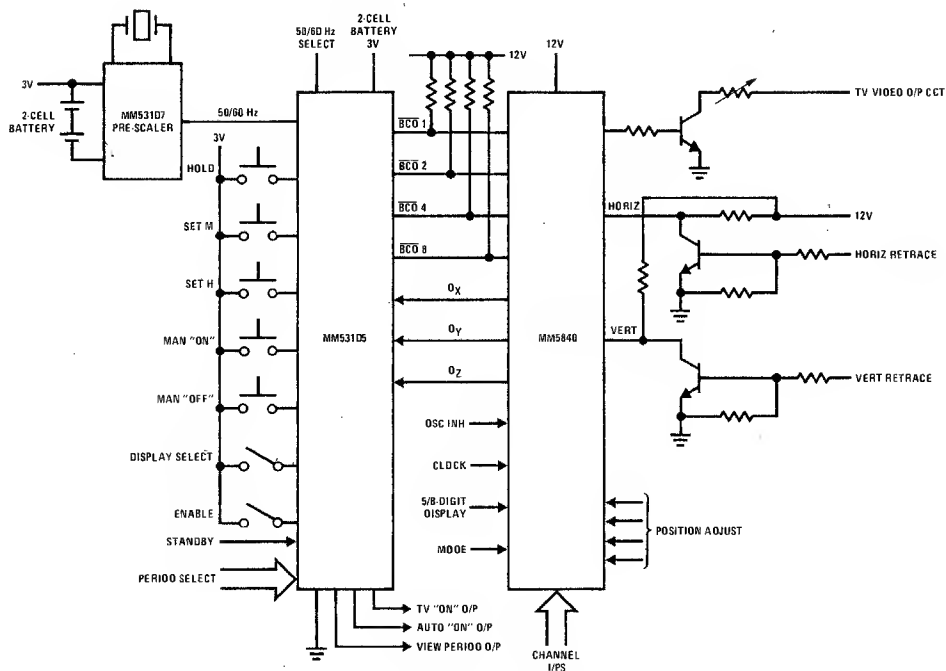 50/60 Hz
SELECT
2-CELL
BATTERY
3V
12V
12V
3V
2-CELL
BATTERY
MM531D7
PRE-SCALER
50/60 Hz
3V
HOLD
SET M
SET H
MAN "ON"
MAN "OFF"
DISPLAY SELECT
ENABLE
STANDBY
PERIOD SELECT
MM531D5
BCO 1
BCO 2
BCO 4
BCO 8
OX
OY
OZ
OSC INH
CLOCK
5/8-DIGIT
DISPLAY
MODE
MM5840
TV VIDEO O/P CCT
HORIZ
12V
HORIZ RETRACE
VERT
VERT RETRACE
POSITION ADJUST
TV "ON" O/P
AUTO "ON" O/P
VIEW PERIOD O/P
CHANNEL
I/PS